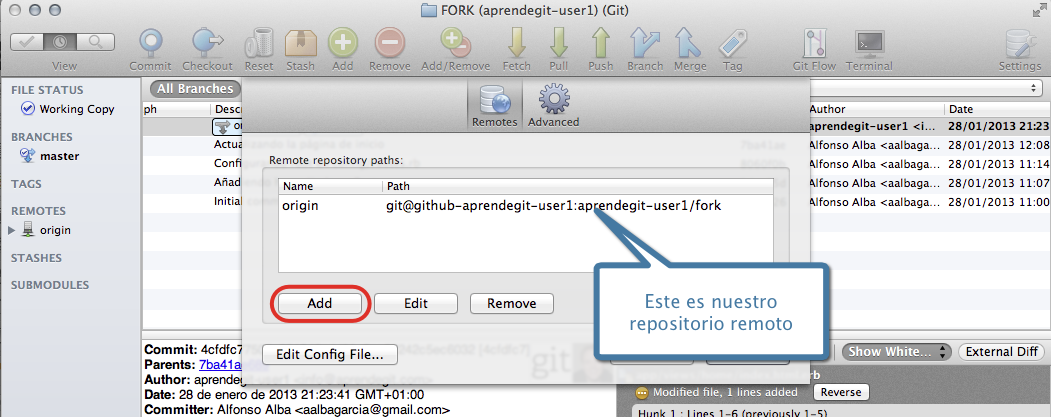 FORK (aprendegit-user1) (Git)
View
Commit
Checkout
Reset
Stash
Add
Remove
Add/Remove
Fetch
Pull
Push
Branch
Merge
Tag
Git Flow
Terminal
Settings
FILE STATUS
Working Copy
BRANCHES
master
TAGS
REMOTES
origin
STASHES
SUBMODULES
All Branches
ph
Desc
Author
Date
aprendegit-user1 <i...
28/01/2013 21:23
Actua
Alfonso Alba <aalbaga...
28/01/2013 12:08
Config
Alfonso Alba <aalbaga...
28/01/2013 11:14
Añad
Alfonso Alba <aalbaga...
28/01/2013 11:07
Initial
Alfonso Alba <aalbaga...
28/01/2013 11:00
Remotes
Advanced
Remote repository paths:
Name
Path
origin
git@github-aprendegit-user1:aprendegit-user1/fork
Add
Edit
Remove
Edit Config File...
Este es nuestro
repositorio remoto
Show White...
External Diff
Commit:
Parents: 7ba41a
Author: aprendegit-user1
Date: 28 de enero de 2013 21:23:41 GMT+01:00
Committer: Alfonso Alba <aalbagarcia@gmail.com>
Modified file, 1 lines added
Reverse
Hunk 1 : Lines 1-6 (previously 1-5)